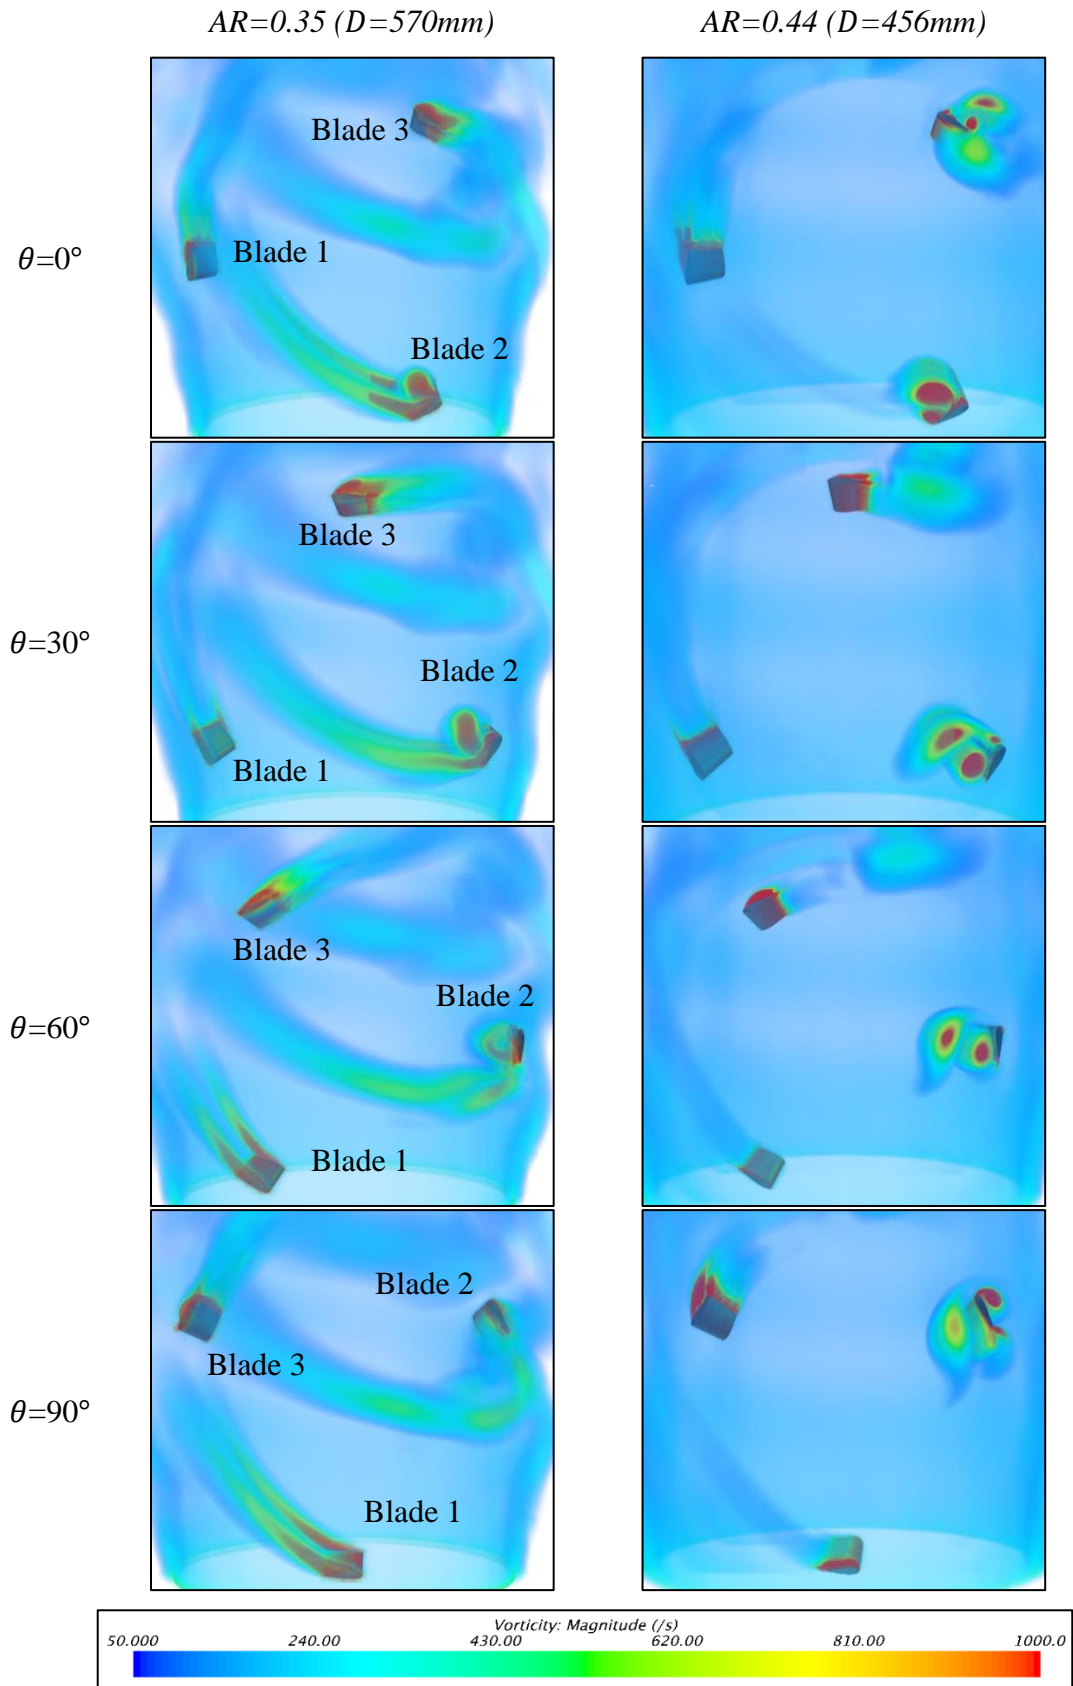 AR=0.35 (D=570mm) AR=0.44 (D=456mm)
θ=0°
Blade 3
Blade 1
Blade 2
θ=30°
Blade 3
Blade 2
Blade 1
θ=60°
Blade 3
Blade 2
Blade 1
θ=90°
Blade 2
Blade 3
Blade 1
Vorticity: Magnitude (/s)
50.000 240.00 430.00 620.00 810.00 1000.0